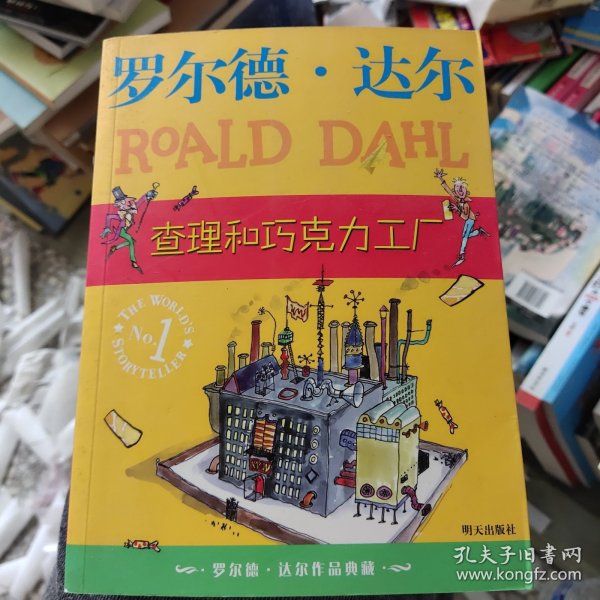 罗尔德·达尔
ROALD DAHL
查理和巧克力工厂
THE WORLD'S
No.1
STORYTELLER
明天出版社
·罗尔德·达尔作品典藏·
孔夫子旧书网
www.kongfz.com